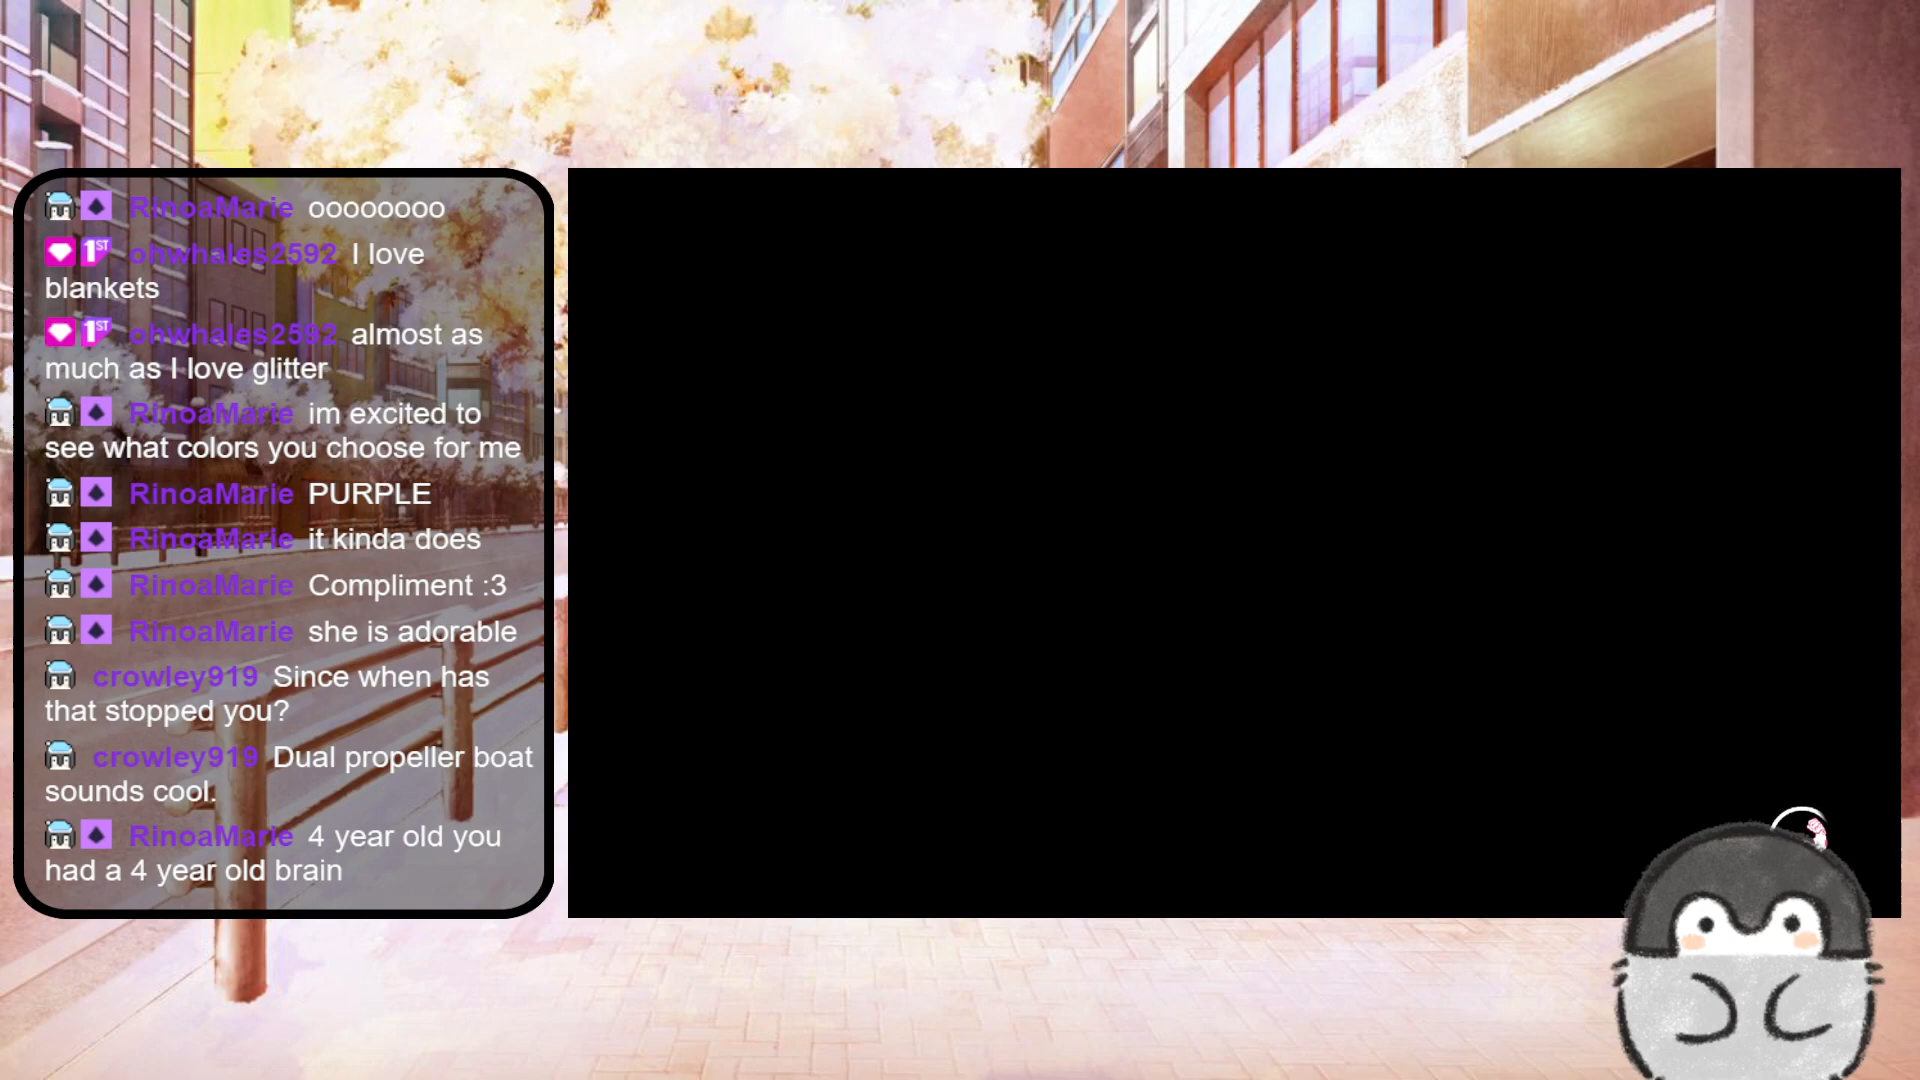 RinoaMarie oooooooo
1ST ohwhales2592 I love
blankets
1ST ohwhales2592 almost as
much as I love glitter
RinoaMarie im excited to
see what colors you choose for me
RinoaMarie PURPLE
RinoaMarie it kinda does
RinoaMarie Compliment :3
RinoaMarie she is adorable
crowley919 Since when has
that stopped you?
crowley919 Dual propeller boat
sounds cool.
RinoaMarie 4 year old you
had a 4 year old brain